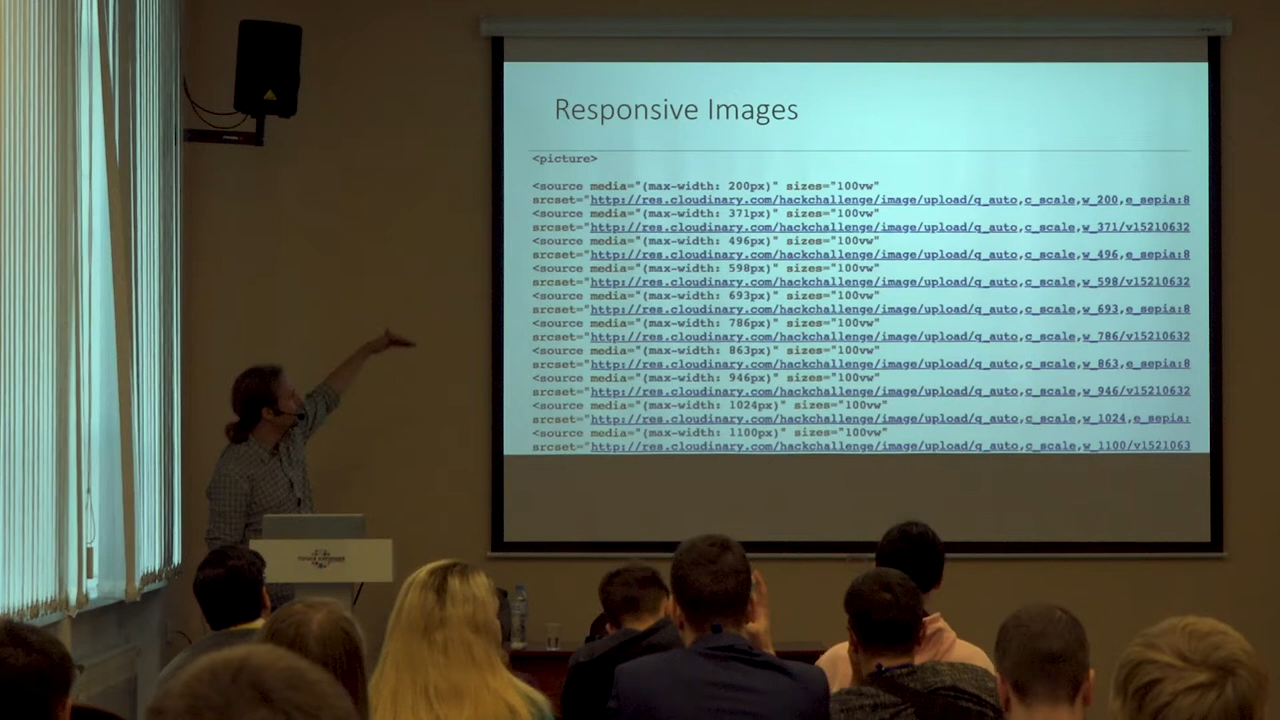 Responsive Images
<picture>
<source media="(max-width: 200px)" sizes="100vw"
srcset="http://res.cloudinary.com/hackchallenge/image/upload/q_auto,c_scale,w_200,e_sepia:8
<source media="(max-width: 371px)" sizes="100vw"
srcset="http://res.cloudinary.com/hackchallenge/image/upload/q_auto,c_scale,w_371/v15210632
<source media="(max-width: 496px)" sizes="100vw"
srcset="http://res.cloudinary.com/hackchallenge/image/upload/q_auto,c_scale,w_496,e_sepia:8
<source media="(max-width: 598px)" sizes="100vw"
srcset="http://res.cloudinary.com/hackchallenge/image/upload/q_auto,c_scale,w_598/v15210632
<source media="(max-width: 693px)" sizes="100vw"
srcset="http://res.cloudinary.com/hackchallenge/image/upload/q_auto,c_scale,w_693,e_sepia:8
<source media="(max-width: 786px)" sizes="100vw"
srcset="http://res.cloudinary.com/hackchallenge/image/upload/q_auto,c_scale,w_786/v15210632
<source media="(max-width: 863px)" sizes="100vw"
srcset="http://res.cloudinary.com/hackchallenge/image/upload/q_auto,c_scale,w_863,e_sepia:8
<source media="(max-width: 946px)" sizes="100vw"
srcset="http://res.cloudinary.com/hackchallenge/image/upload/q_auto,c_scale,w_946/v15210632
<source media="(max-width: 1024px)" sizes="100vw"
srcset="http://res.cloudinary.com/hackchallenge/image/upload/q_auto,c_scale,w_1024,e_sepia:
<source media="(max-width: 1100px)" sizes="100vw"
srcset="http://res.cloudinary.com/hackchallenge/image/upload/q_auto,c_scale,w_1100/v1521063